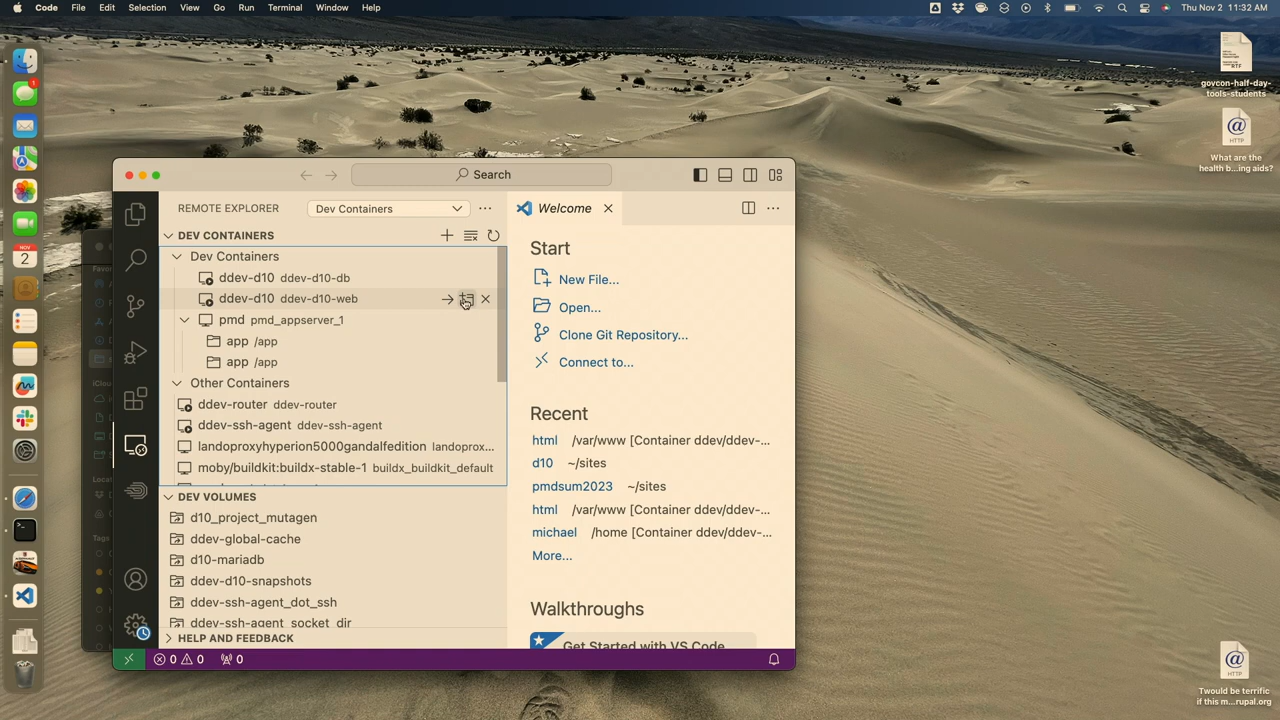 Code File Edit Selection View Go Run Terminal Window Help
Thu Nov 2 11:32 AM
govcon-half-day-
tools-students
What are the
health b...ing aids?
Search
REMOTE EXPLORER
Dev Containers
Welcome
DEV CONTAINERS
Dev Containers
ddev-d10 ddev-d10-db
ddev-d10 ddev-d10-web
pmd pmd_appserver_1
app /app
app /app
Other Containers
ddev-router ddev-router
ddev-ssh-agent ddev-ssh-agent
landoproxyhyperion5000gandalfedition landoprox...
moby/buildkit:buildx-stable-1 buildx_buildkit_default
DEV VOLUMES
d10_project_mutagen
ddev-global-cache
d10-mariadb
ddev-d10-snapshots
ddev-ssh-agent_dot_ssh
ddev-ssh-agent_socket_dir
HELP AND FEEDBACK
Start
New File...
Open...
Clone Git Repository...
Connect to...
Recent
html /var/www [Container ddev/ddev-...
d10 ~/sites
pmdsum2023 ~/sites
html /var/www [Container ddev/ddev-...
michael /home [Container ddev/ddev-...
More...
Walkthroughs
Get Started with VS Code
0 0 0
Twould be terrific
if this m...rupal.org